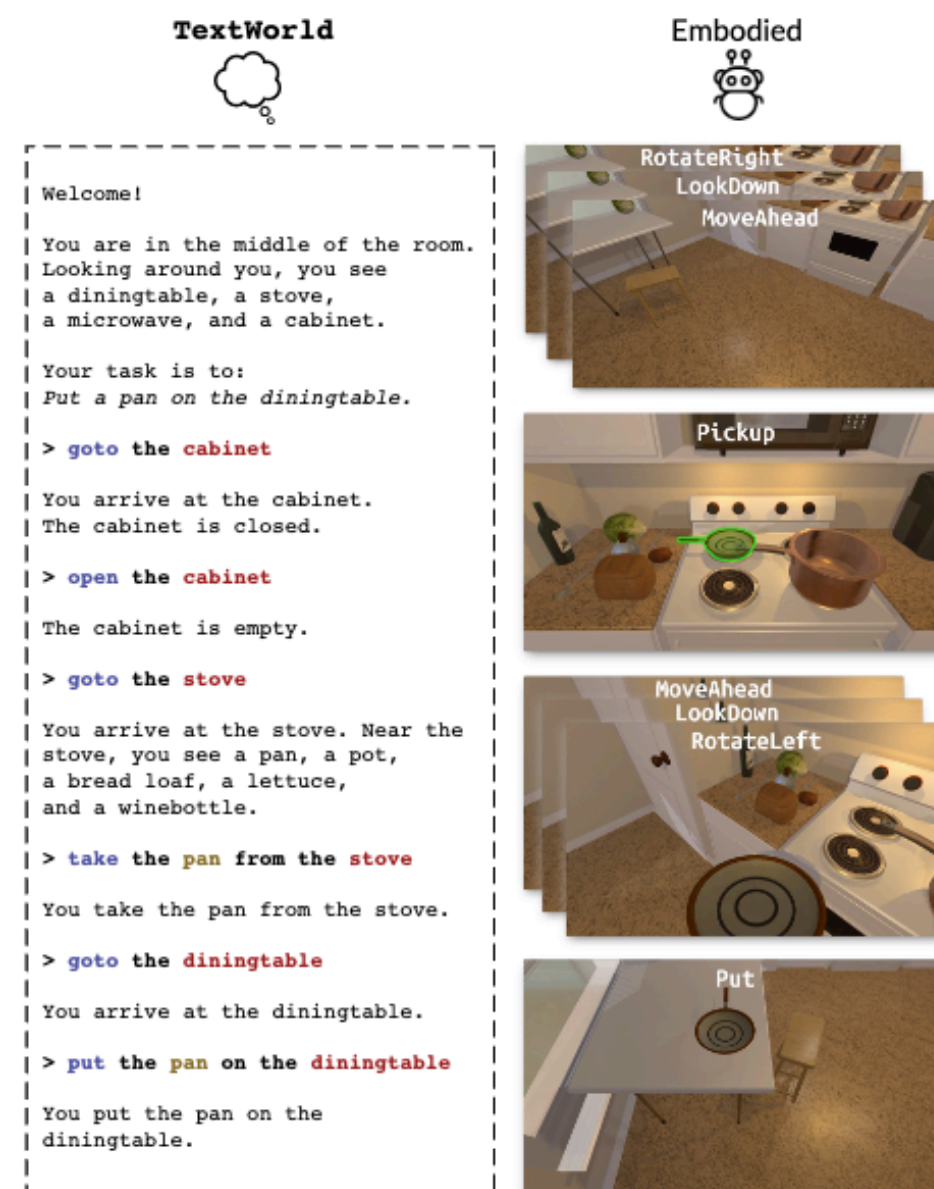 TextWorld
Welcome!
You are in the middle of the room.
Looking around you, you see
a diningtable, a stove,
a microwave, and a cabinet.
Your task is to:
Put a pan on the diningtable.
> goto the cabinet
You arrive at the cabinet.
The cabinet is closed.
> open the cabinet
The cabinet is empty.
> goto the stove
You arrive at the stove. Near the
stove, you see a pan, a pot,
a bread loaf, a lettuce,
and a winebottle.
> take the pan from the stove
You take the pan from the stove.
> goto the diningtable
You arrive at the diningtable.
> put the pan on the diningtable
You put the pan on the
diningtable.
Embodied
RotateRight
LookDown
MoveAhead
Pickup
MoveAhead
LookDown
RotateLeft
Put